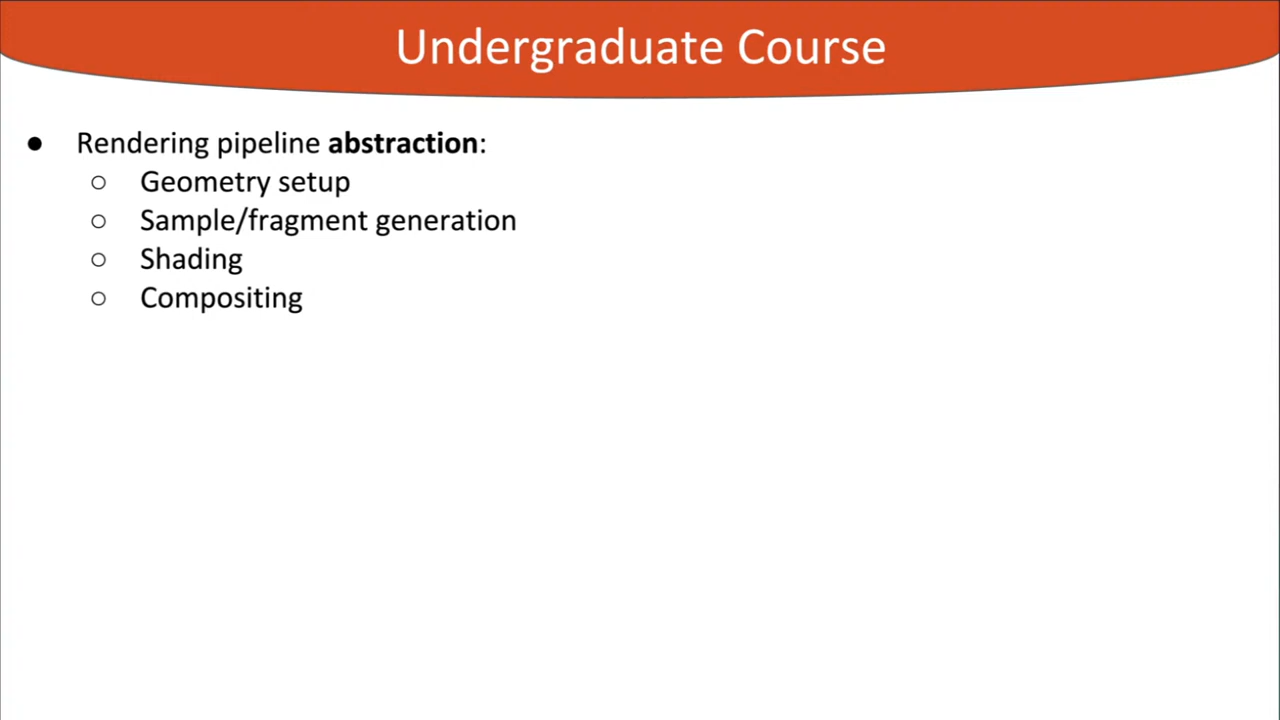 Undergraduate Course
● Rendering pipeline abstraction:
○ Geometry setup
○ Sample/fragment generation
○ Shading
○ Compositing